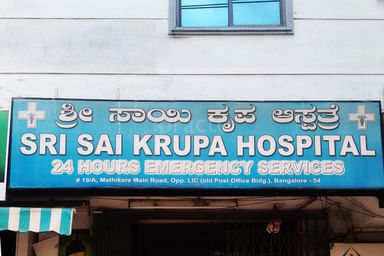 ಶ್ರೀ ಸಾಯಿ ಕೃಪ ಆಸ್ಪತ್ರೆ
SRI SAI KRUPA HOSPITAL
24 HOURS EMERGENCY SERVICES
# 19/A, Mathikere Main Road, Opp. LIC (old Post Office Bldg.), Bangalore - 54